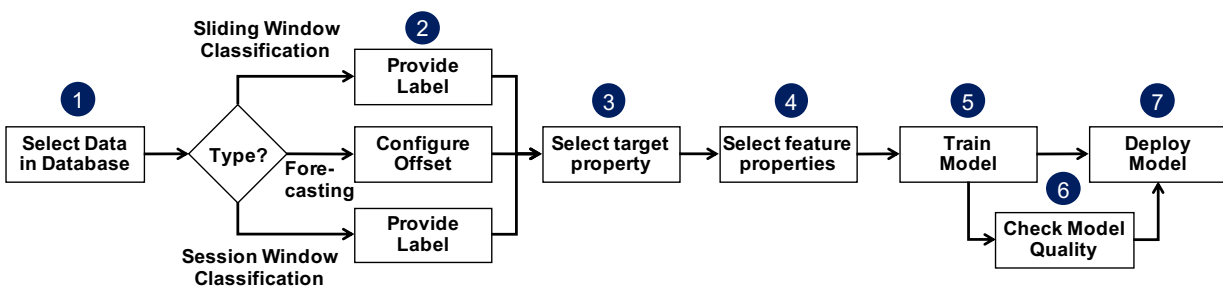 1
Select Data
in Database
Type?
Sliding Window
Classification
Fore-
casting
Session Window
Classification
2
Provide
Label
Configure
Offset
Provide
Label
3
Select target
property
4
Select feature
properties
5
Train
Model
6
Check Model
Quality
7
Deploy
Model